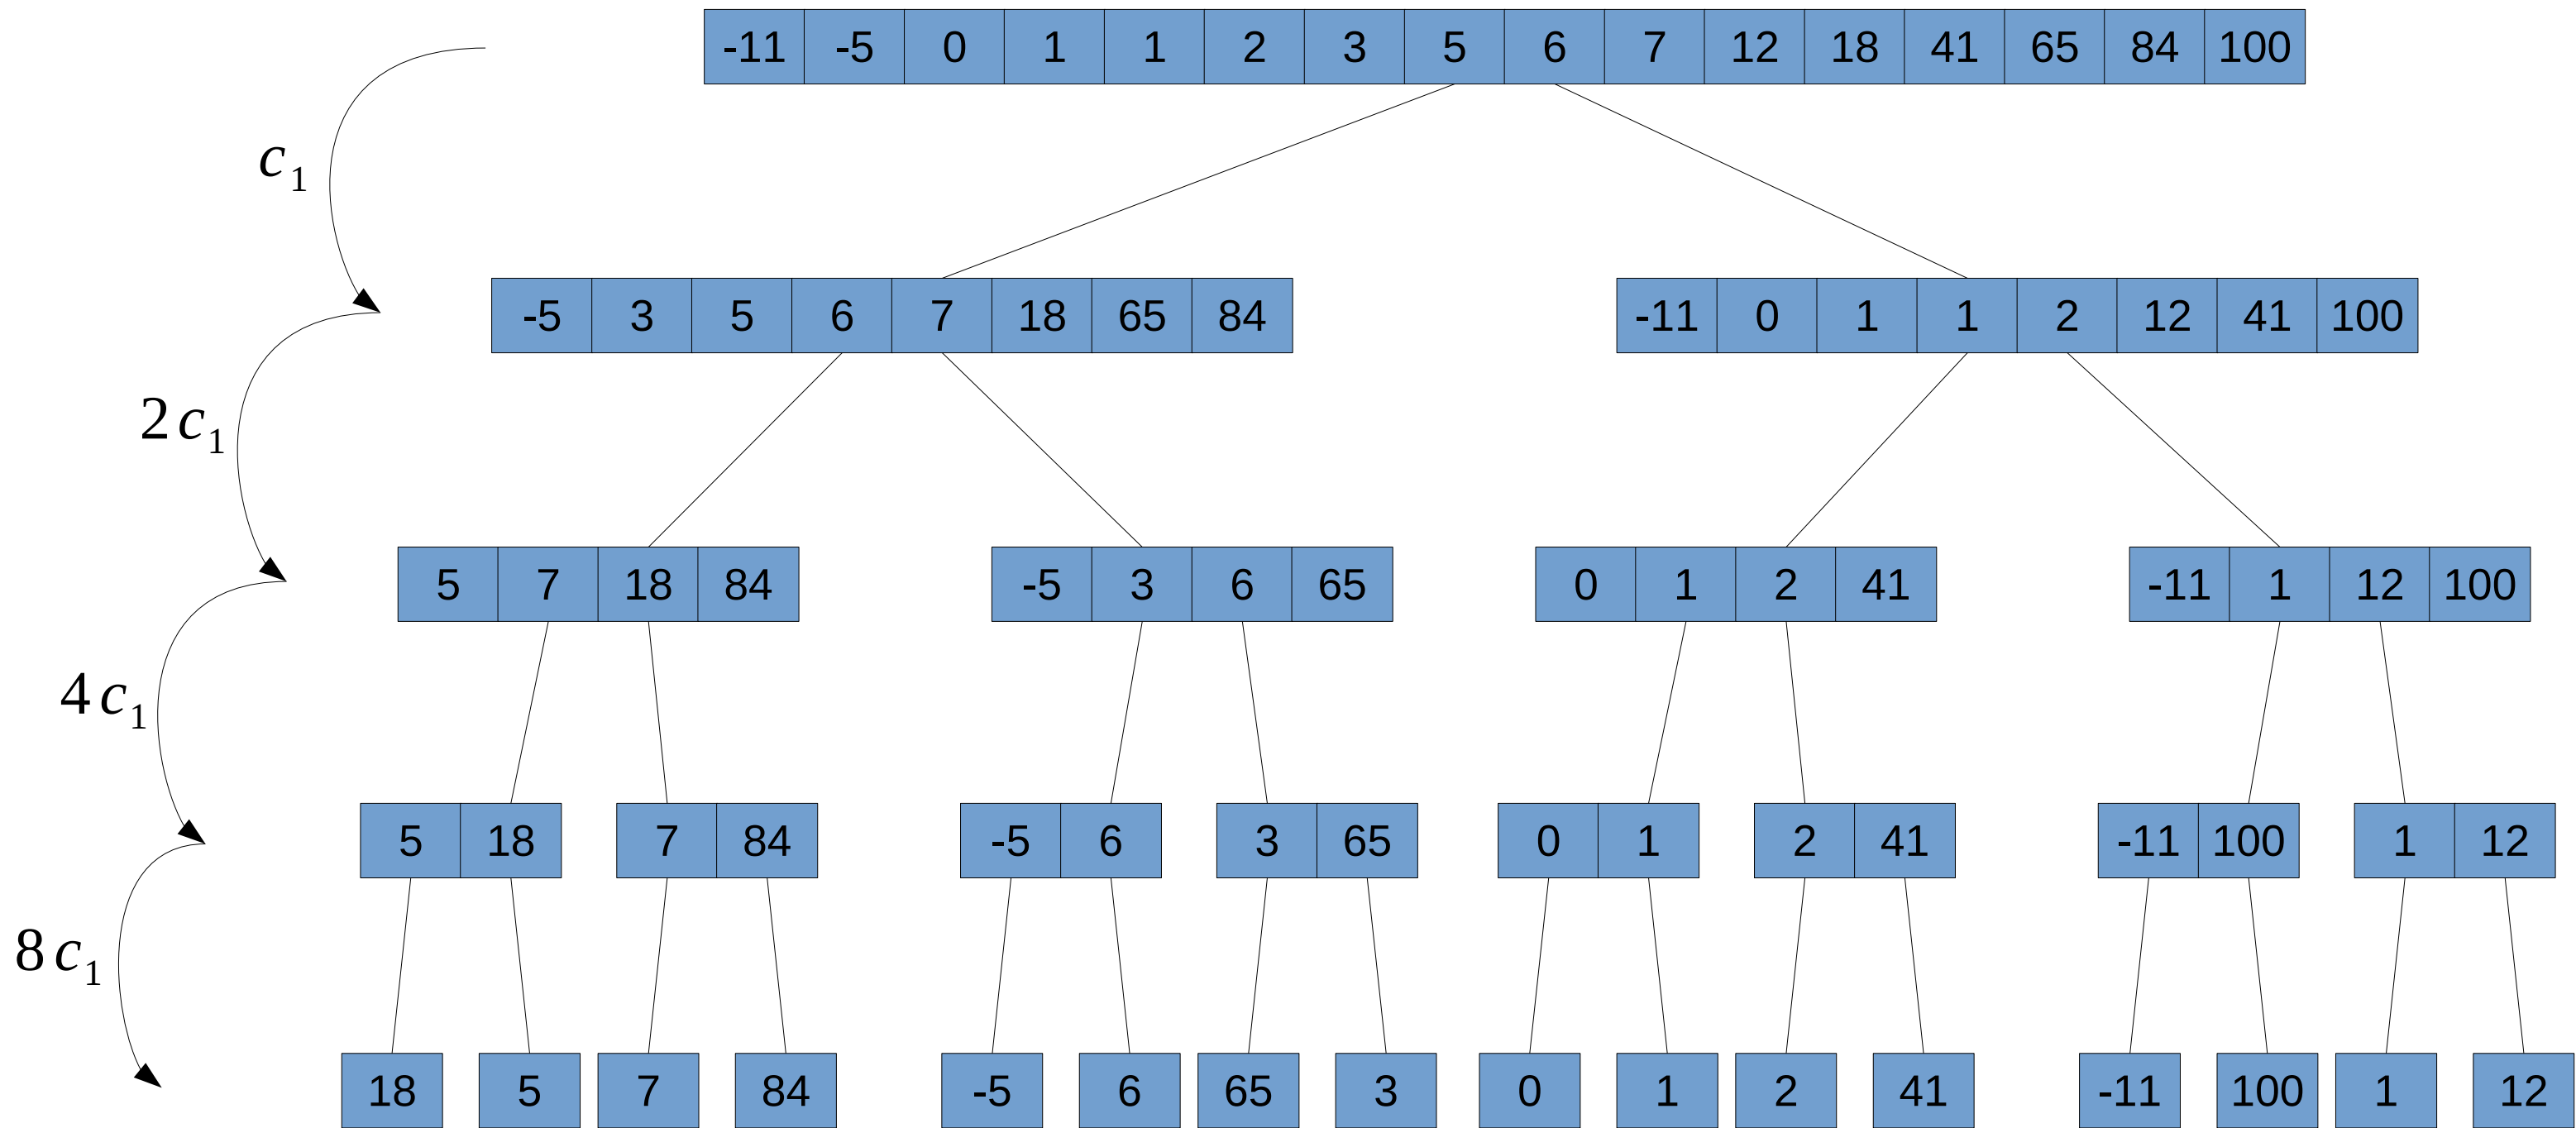 -11 -5 0 1 1 2 3 5 6 7 12 18 41 65 84 100
c1
-5 3 5 6 7 18 65 84 -11 0 1 1 2 12 41 100
2c1
5 7 18 84 -5 3 6 65 0 1 2 41 -11 1 12 100
4c1
5 18 7 84 -5 6 3 65 0 1 2 41 -11 100 1 12
8c1
18 5 7 84 -5 6 65 3 0 1 2 41 -11 100 1 12